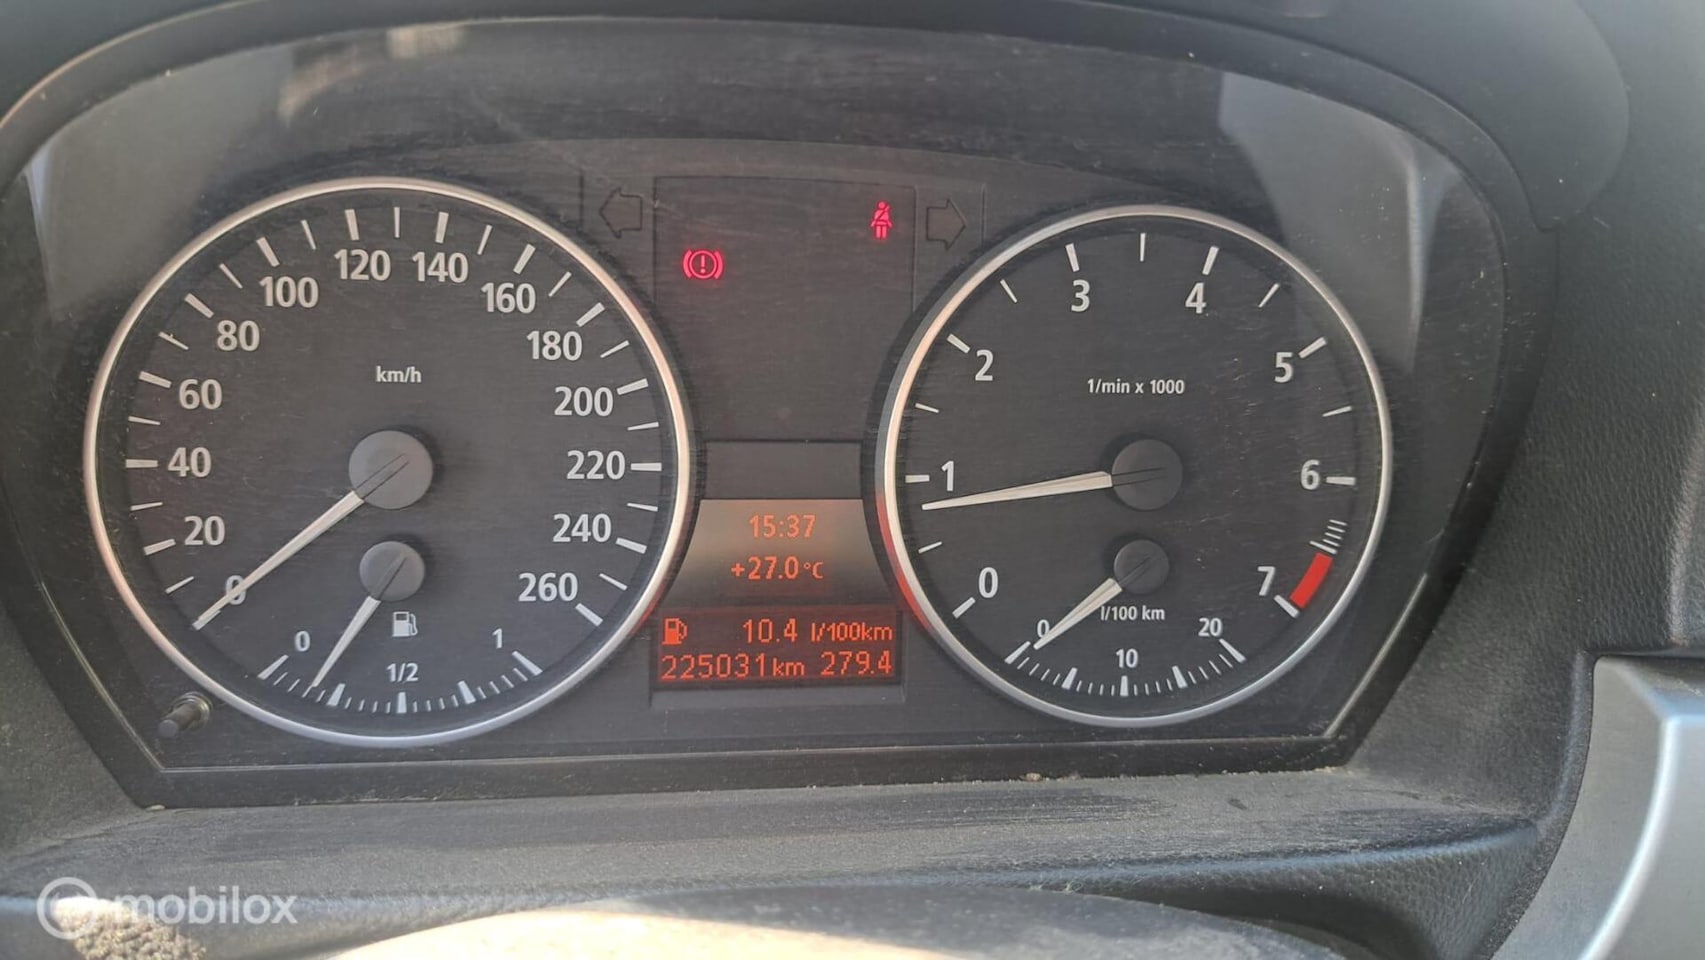 120 140
100 160
80 180
60 200
40 220
20 240
0 260
km/h
0 1/2 1
15:37
+27.0°C
10.4 l/100km
225031km 279.4
3 4
2 5
1 6
0 7
1/min x 1000
l/100 km
0 10 20
mobilox